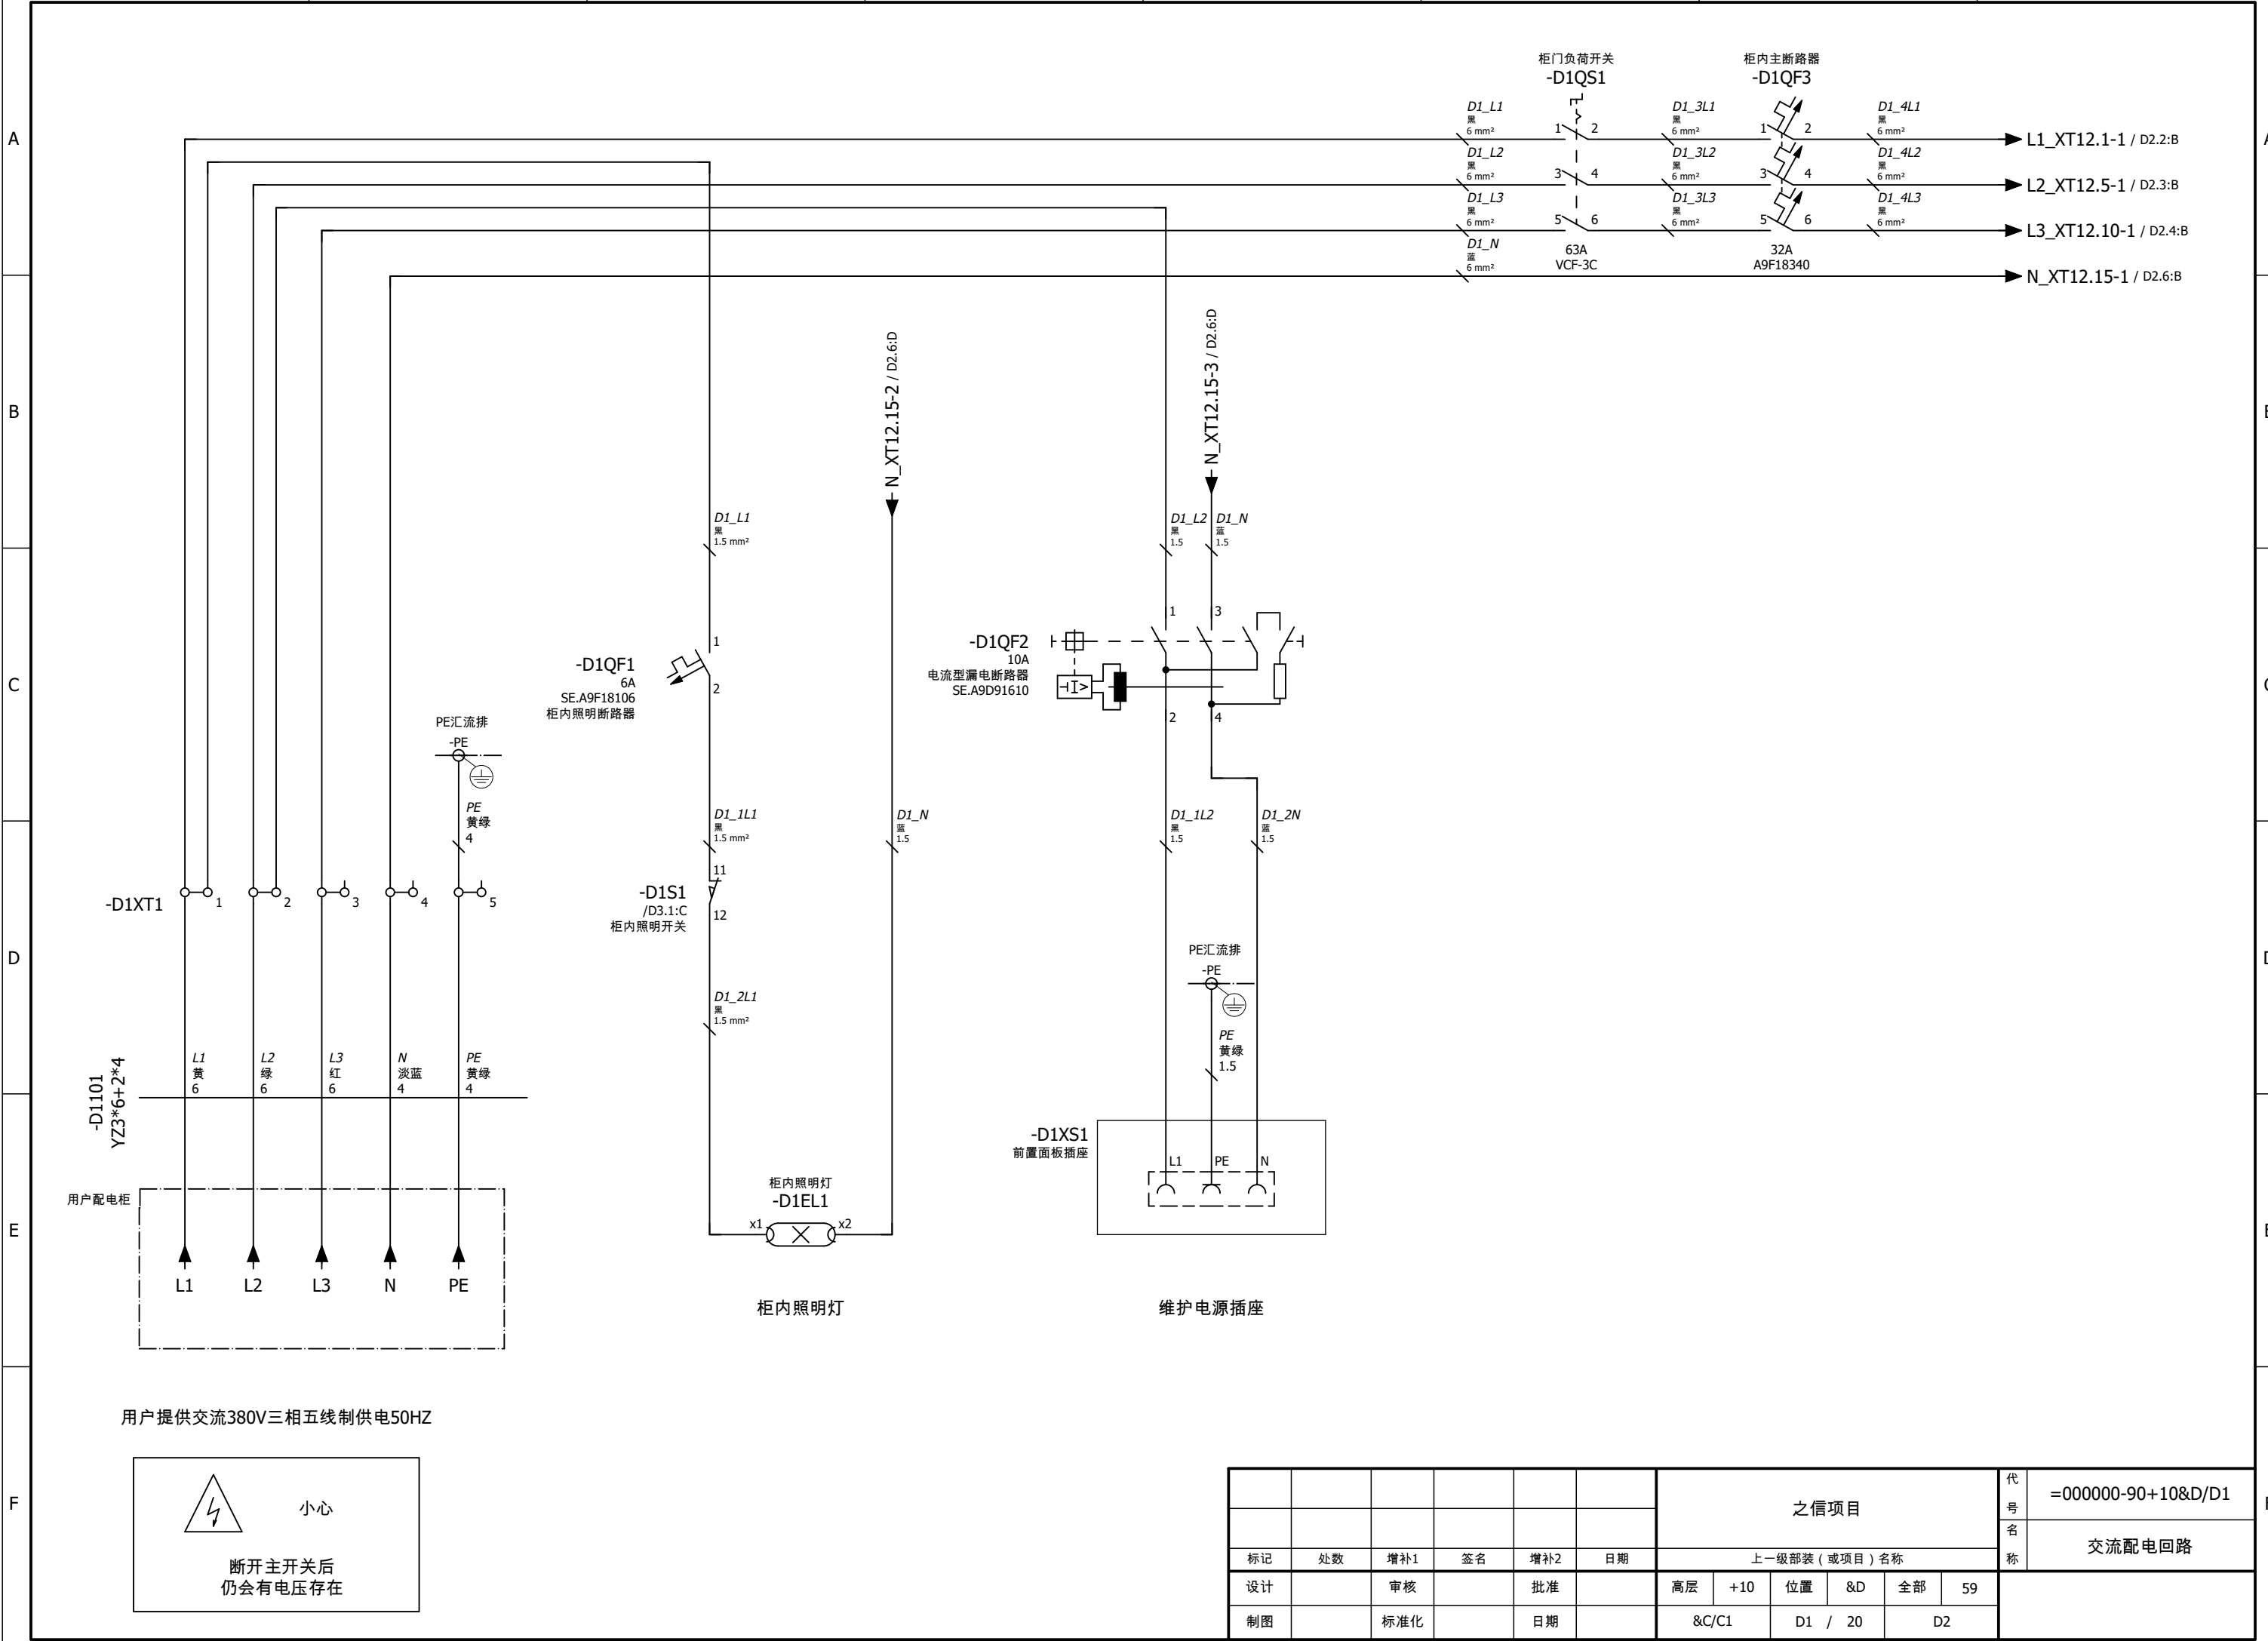 A
B
C
D
E
F
柜门负荷开关
-D1QS1
柜内主断路器
-D1QF3
D1_L1
黑
6 mm²
1
2
D1_3L1
黑
6 mm²
1
2
D1_4L1
黑
6 mm²
L1_XT12.1-1 / D2.2:B
D1_L2
黑
6 mm²
3
4
D1_3L2
黑
6 mm²
3
4
D1_4L2
黑
6 mm²
L2_XT12.5-1 / D2.3:B
D1_L3
黑
6 mm²
5
6
D1_3L3
黑
6 mm²
5
6
D1_4L3
黑
6 mm²
L3_XT12.10-1 / D2.4:B
D1_N
蓝
6 mm²
63A
VCF-3C
32A
A9F18340
N_XT12.15-1 / D2.6:B
N_XT12.15-2 / D2.6:D
N_XT12.15-3 / D2.6:D
D1_L1
黑
1.5 mm²
D1_L2
黑
1.5
D1_N
蓝
1.5
-D1QF1
6A
SE.A9F18106
柜内照明断路器
1
2
-D1QF2
10A
电流型漏电断路器
SE.A9D91610
1
3
I>
2
4
PE汇流排
-PE
PE
黄绿
4
D1_1L1
黑
1.5 mm²
D1_N
蓝
1.5
D1_1L2
黑
1.5
D1_2N
蓝
1.5
-D1XT1
1
2
3
4
5
-D1S1
/D3.1:C
柜内照明开关
11
12
PE汇流排
-PE
PE
黄绿
1.5
D1_2L1
黑
1.5 mm²
-D1101
YZ3*6+2*4
L1
黄
6
L2
绿
6
L3
红
6
N
淡蓝
4
PE
黄绿
4
-D1XS1
前置面板插座
L1
PE
N
用户配电柜
L1
L2
L3
N
PE
柜内照明灯
-D1EL1
x1
x2
柜内照明灯
维护电源插座
用户提供交流380V三相五线制供电50HZ
小心
断开主开关后
仍会有电压存在
之信项目
代号
=000000-90+10&D/D1
名称
交流配电回路
标记 处数 增补1 签名 增补2 日期 上一级部装（或项目）名称
设计 审核 批准 高层 +10 位置 &D 全部 59
制图 标准化 日期 &C/C1 D1 / 20 D2